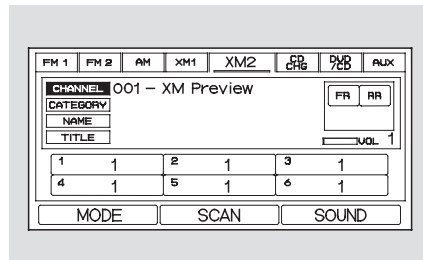 FM 1 FM 2 AM XM1 XM2 CD CHG DVD /CD AUX
CHANNEL 001 – XM Preview
FR RR
CATEGORY
NAME
TITLE
VOL 1
1 1 2 1 3 1
4 1 5 1 6 1
MODE SCAN SOUND